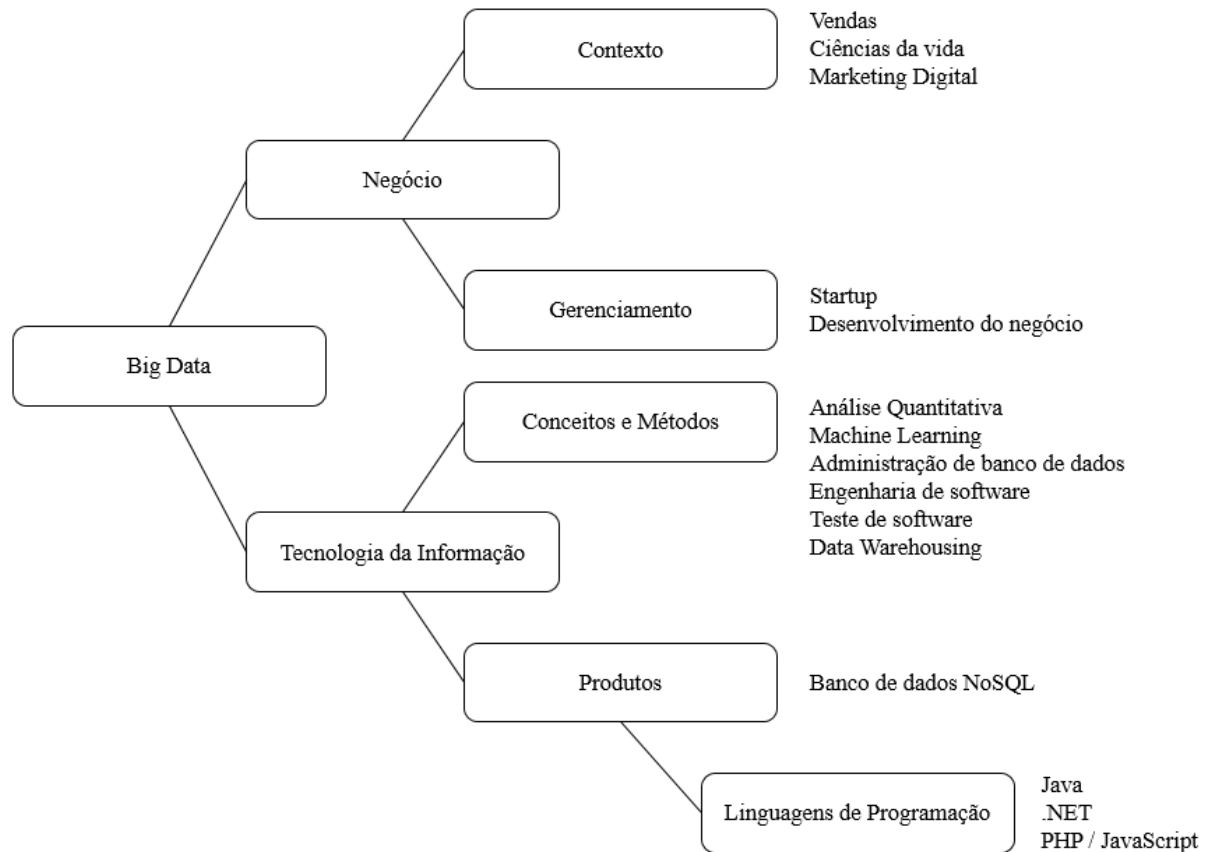 Contexto
Vendas
Ciências da vida
Marketing Digital
Negócio
Gerenciamento
Startup
Desenvolvimento do negócio
Big Data
Conceitos e Métodos
Análise Quantitativa
Machine Learning
Administração de banco de dados
Engenharia de software
Teste de software
Data Warehousing
Tecnologia da Informação
Produtos
Banco de dados NoSQL
Linguagens de Programação
Java
.NET
PHP / JavaScript